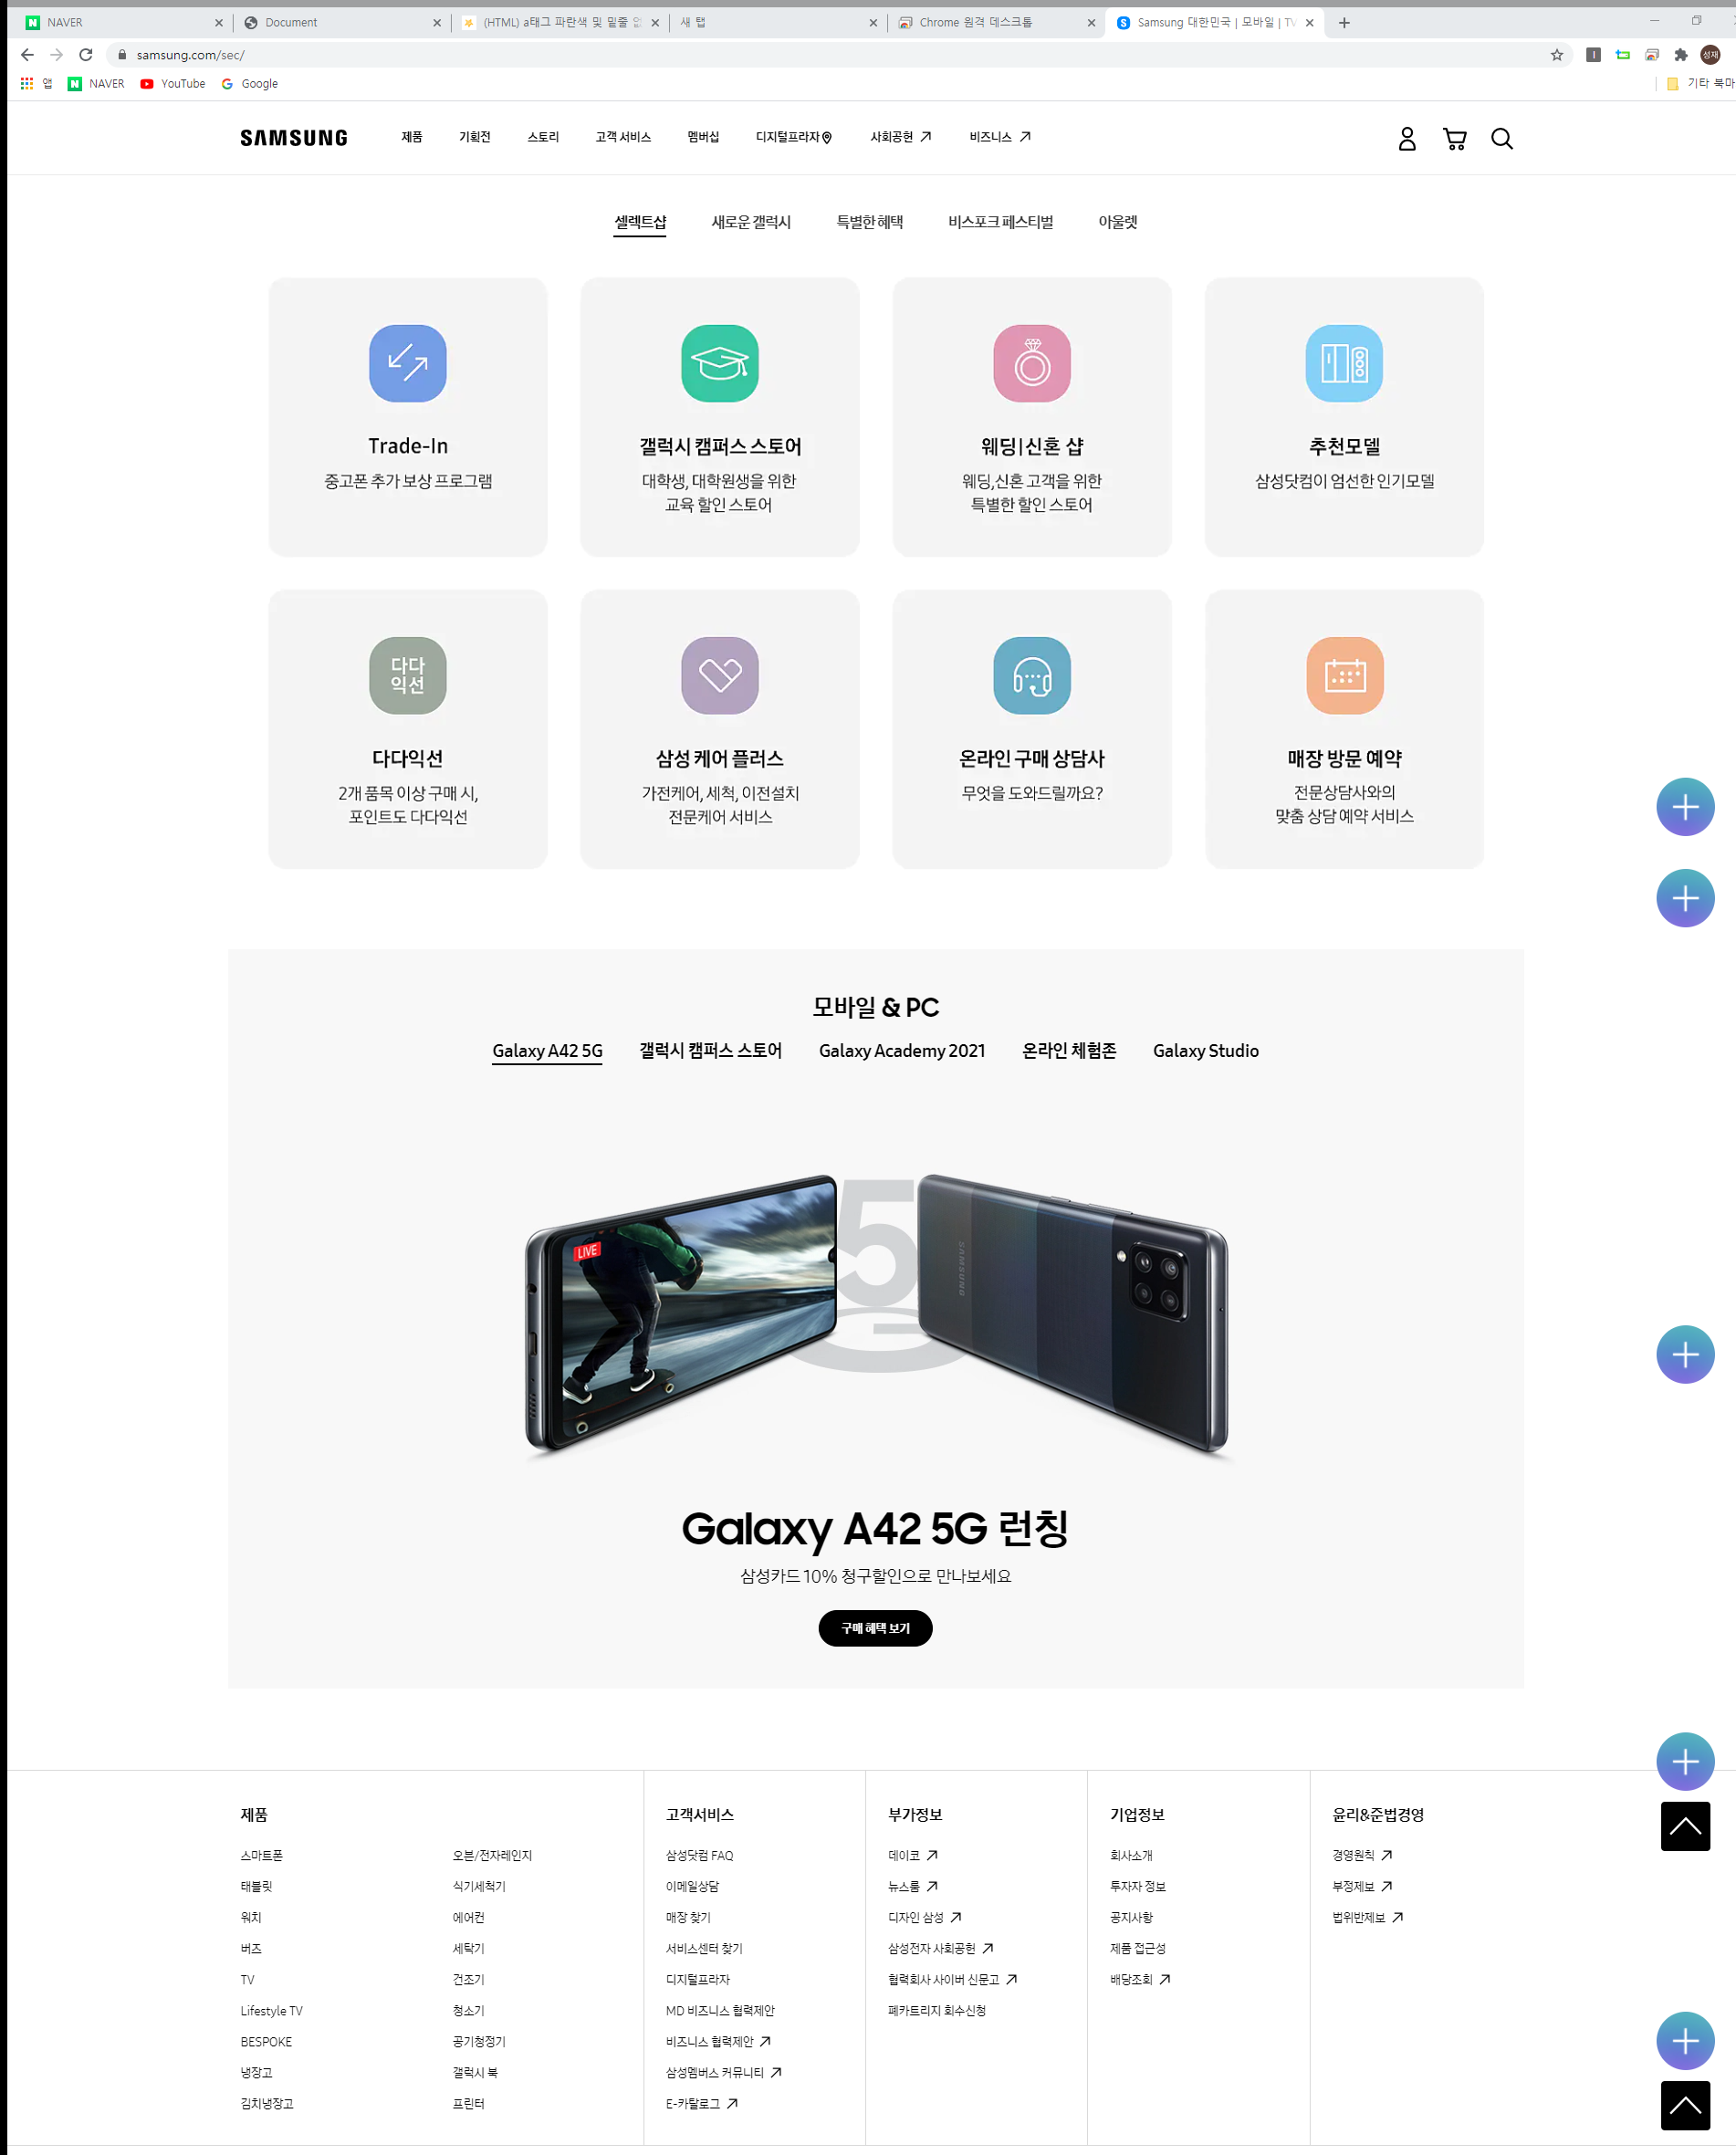 NAVER
Document
(HTML) a태그 파란색 및 밑줄 없
새 탭
Chrome 원격 데스크톱
Samsung 대한민국 | 모바일 | TV
samsung.com/sec/
성재
앱
NAVER
YouTube
Google
기타 북마
SAMSUNG
제품
기획전
스토리
고객 서비스
멤버십
디지털프라자
사회공헌
비즈니스
셀렉트샵
새로운 갤럭시
특별한 혜택
비스포크 페스티벌
아울렛
Trade-In
중고폰 추가 보상 프로그램
갤럭시 캠퍼스 스토어
대학생, 대학원생을 위한
교육 할인 스토어
웨딩|신혼 샵
웨딩,신혼 고객을 위한
특별한 할인 스토어
추천모델
삼성닷컴이 엄선한 인기모델
다다
익선
다다익선
2개 품목 이상 구매 시,
포인트도 다다익선
삼성 케어 플러스
가전케어, 세척, 이전설치
전문케어 서비스
온라인 구매 상담사
무엇을 도와드릴까요?
매장 방문 예약
전문상담사와의
맞춤 상담 예약 서비스
모바일 & PC
Galaxy A42 5G
갤럭시 캠퍼스 스토어
Galaxy Academy 2021
온라인 체험존
Galaxy Studio
LIVE
5G
SAMSUNG
Galaxy A42 5G 런칭
삼성카드 10% 청구할인으로 만나보세요
구매 혜택 보기
제품
스마트폰
태블릿
워치
버즈
TV
Lifestyle TV
BESPOKE
냉장고
김치냉장고
오븐/전자레인지
식기세척기
에어컨
세탁기
건조기
청소기
공기청정기
갤럭시 북
프린터
고객서비스
삼성닷컴 FAQ
이메일상담
매장 찾기
서비스센터 찾기
디지털프라자
MD 비즈니스 협력제안
비즈니스 협력제안
삼성멤버스 커뮤니티
E-카탈로그
부가정보
데이코
뉴스룸
디자인 삼성
삼성전자 사회공헌
협력회사 사이버 신문고
폐카트리지 회수신청
기업정보
회사소개
투자자 정보
공지사항
제품 접근성
배당조회
윤리&준법경영
경영원칙
부정제보
법위반제보